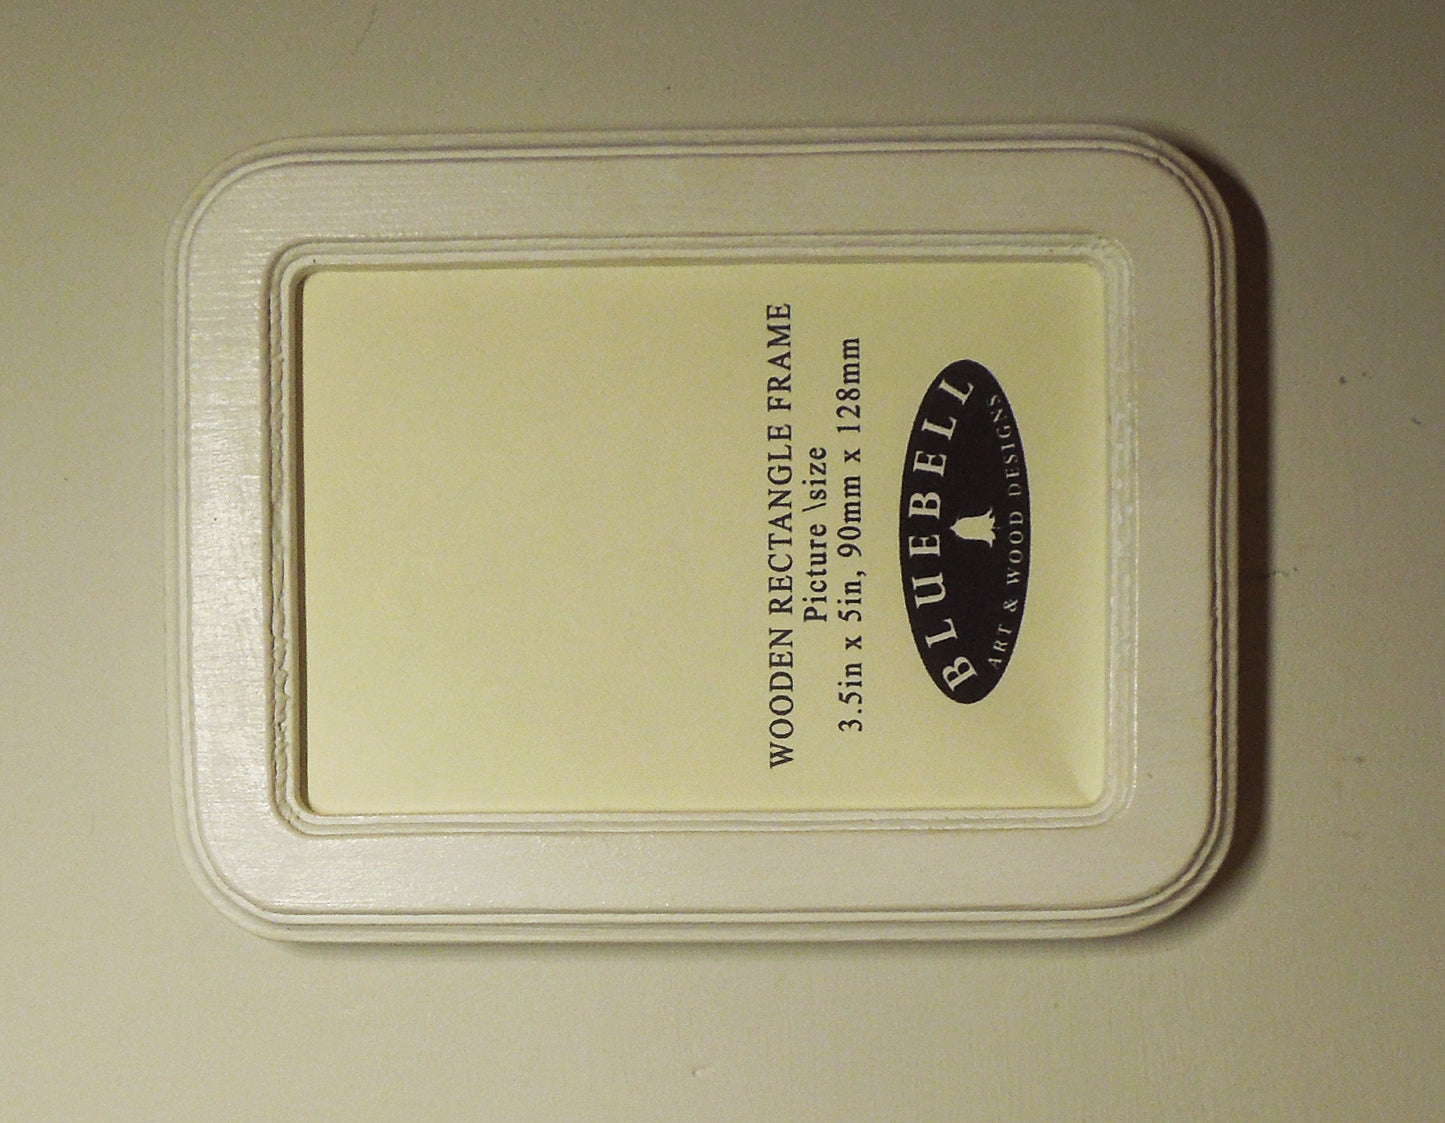 WOODEN RECTANGLE FRAME
Picture \size
3.5in x 5in, 90mm x 128mm
BLUEBELL
ART & WOOD DESIGNS